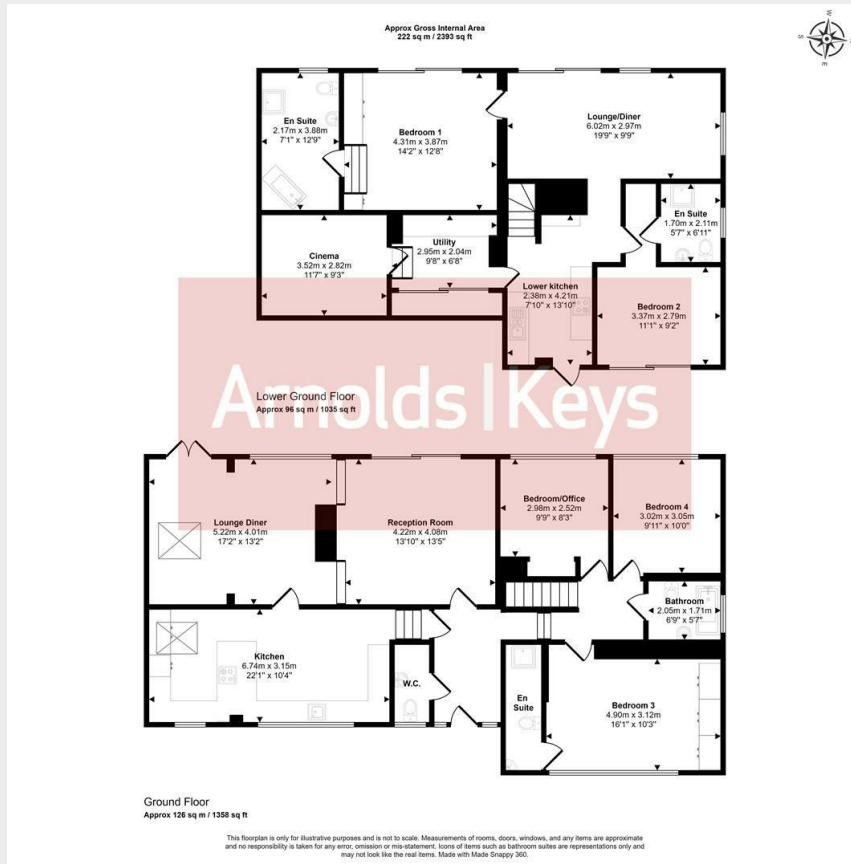 Approx Gross Internal Area
222 sq m / 2393 sq ft
W
S
E
En Suite
2.17m x 3.88m
7'1" x 12'9"
Bedroom 1
4.31m x 3.87m
14'2" x 12'8"
Lounge/Diner
6.02m x 2.97m
19'9" x 9'9"
En Suite
1.70m x 2.11m
5'7" x 6'11"
Cinema
3.52m x 2.82m
11'7" x 9'3"
Utility
2.95m x 2.04m
9'8" x 6'8"
Lower kitchen
2.38m x 4.21m
7'10" x 13'10"
Bedroom 2
3.37m x 2.79m
11'1" x 9'2"
Lower Ground Floor
Approx 96 sq m / 1035 sq ft
Arnolds | Keys
Lounge Diner
5.22m x 4.01m
17'2" x 13'2"
Reception Room
4.22m x 4.08m
13'10" x 13'5"
Bedroom/Office
2.98m x 2.52m
9'9" x 8'3"
Bedroom 4
3.02m x 3.05m
9'11" x 10'0"
Bathroom
2.05m x 1.71m
6'9" x 5'7"
Kitchen
6.74m x 3.15m
22'1" x 10'4"
W.C.
En
Suite
Bedroom 3
4.90m x 3.12m
16'1" x 10'3"
Ground Floor
Approx 126 sq m / 1358 sq ft
This floorplan is only for illustrative purposes and is not to scale. Measurements of rooms, doors, windows, and any items are approximate
and no responsibility is taken for any error, omission or mis-statement. Icons of items such as bathroom suites are representations only and
may not look like the real items. Made with Made Snappy 360.